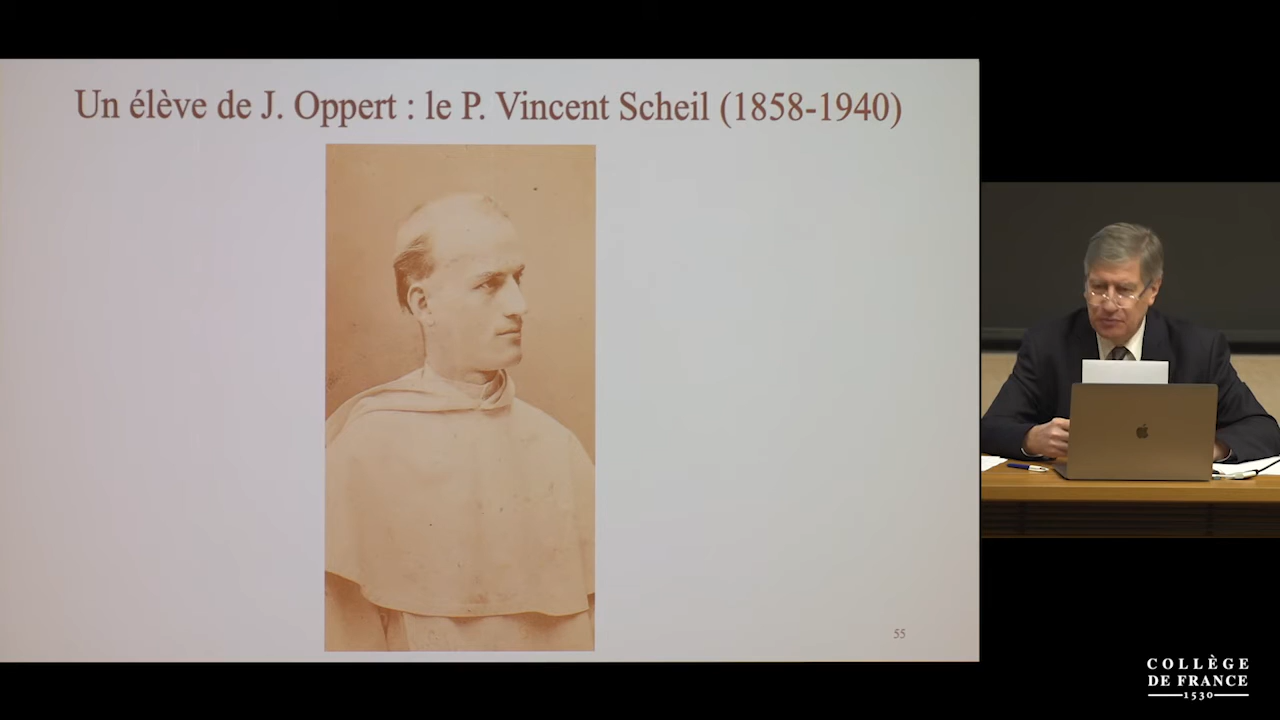 Un élève de J. Oppert : le P. Vincent Scheil (1858-1940)
55
COLLÈGE
DE FRANCE
1530